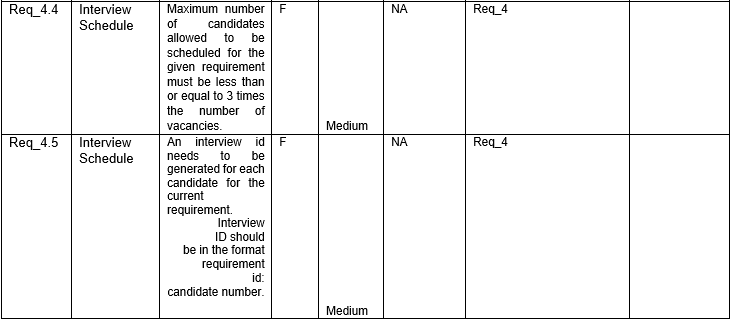 Req_4.4 Interview Maximum number F NA Req_4
Schedule of candidates
allowed to be
scheduled for the
given requirement
must be less than
or equal to 3 times
the number of
vacancies. Medium
Req_4.5 Interview An interview id F NA Req_4
Schedule needs to be
generated for each
candidate for the
current
requirement.
Interview
ID should
be in the format
requirement
id:
candidate number.
Medium